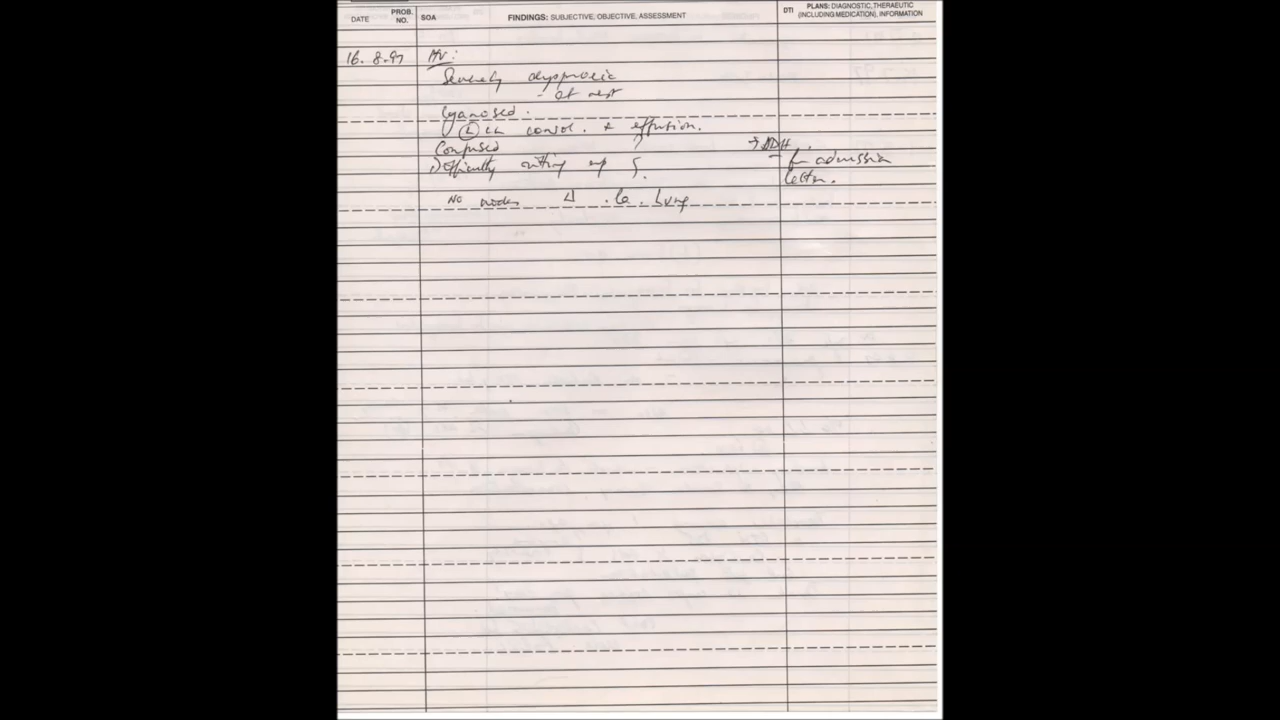 DATE PROB. NO. SOA FINDINGS: SUBJECTIVE, OBJECTIVE, ASSESSMENT DTI PLANS: DIAGNOSTIC, THERAEUTIC (INCLUDING MEDICATION), INFORMATION
16. 8. 97 HV:
Severely dyspnoeic
- at rest
Cyanosed.
(L) consol. + effusion.
Confused
Difficulty sitting up
→ for admission
letter.
No nodes Δ Ca. Lung